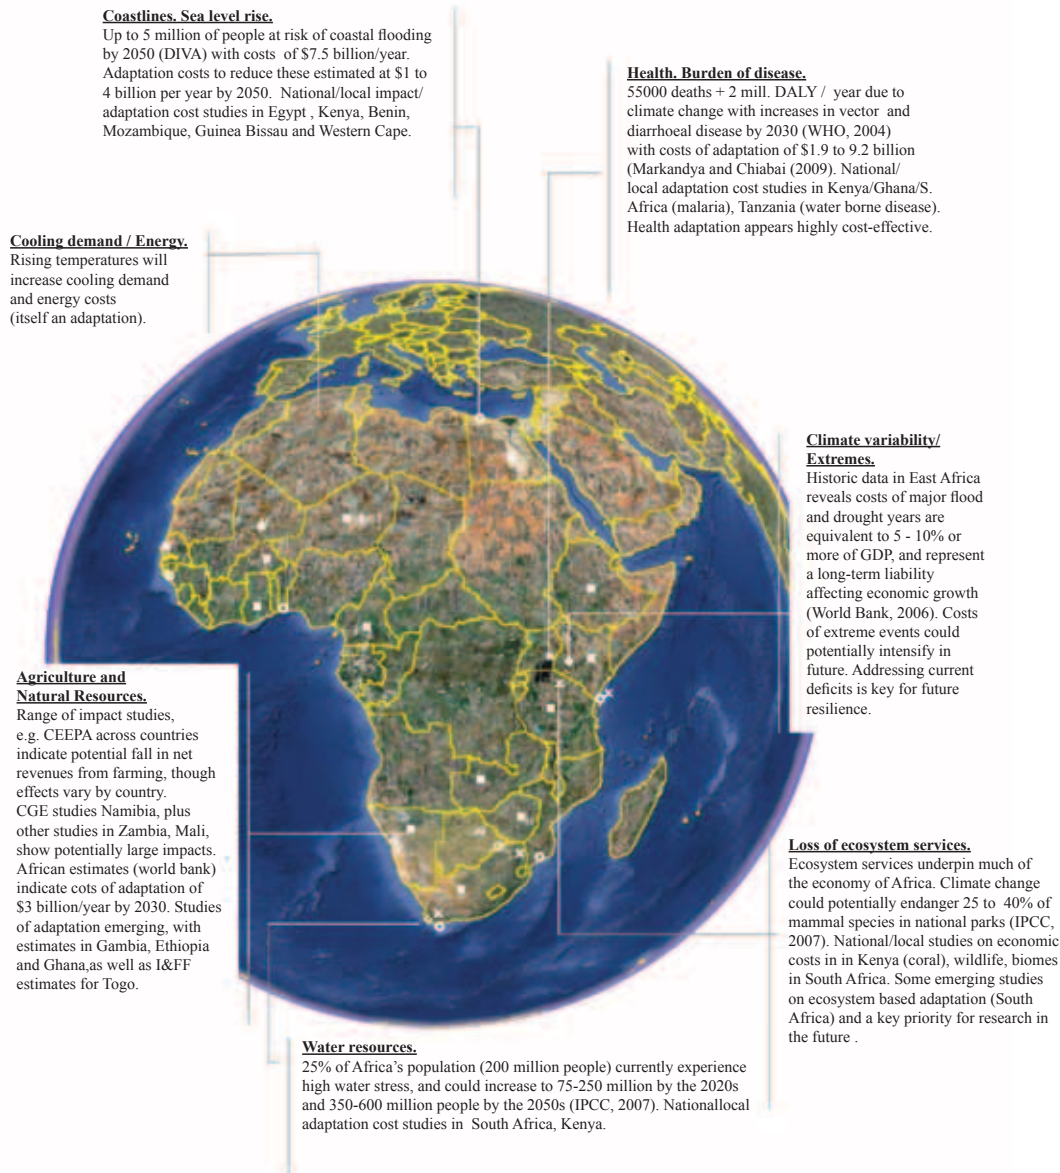 Coastlines. Sea level rise.
Up to 5 million of people at risk of coastal flooding
by 2050 (DIVA) with costs  of $7.5 billion/year.
Adaptation costs to reduce these estimated at $1 to
4 billion per year by 2050.  National/local impact/
adaptation cost studies in Egypt , Kenya, Benin,
Mozambique, Guinea Bissau and Western Cape.
Health. Burden of disease.
55000 deaths + 2 mill. DALY /  year due to
climate change with increases in vector  and
diarrhoeal disease by 2030 (WHO, 2004)
with costs of adaptation of $1.9 to 9.2 billion
(Markandya and Chiabai (2009). National/
local adaptation cost studies in Kenya/Ghana/S.
Africa (malaria), Tanzania (water borne disease).
Health adaptation appears highly cost-effective.
Cooling demand / Energy.
Rising temperatures will
increase cooling demand
and energy costs
(itself an adaptation).
Climate variability/
Extremes.
Historic data in East Africa
reveals costs of major flood
and drought years are
equivalent to 5 - 10% or
more of GDP, and represent
a long-term liability
affecting economic growth
(World Bank, 2006). Costs
of extreme events could
potentially intensify in
future. Addressing current
deficits is key for future
resilience.
Agriculture and
Natural Resources.
Range of impact studies,
e.g. CEEPA across countries
indicate potential fall in net
revenues from farming, though
effects vary by country.
CGE studies Namibia, plus
other studies in Zambia, Mali,
show potentially large impacts.
African estimates (world bank)
indicate cots of adaptation of
$3 billion/year by 2030. Studies
of adaptation emerging, with
estimates in Gambia, Ethiopia
and Ghana,as well as I&FF
estimates for Togo.
Loss of ecosystem services.
Ecosystem services underpin much of
the economy of Africa. Climate change
could potentially endanger 25 to  40% of
mammal species in national parks (IPCC,
2007). National/local studies on economic
costs in in Kenya (coral), wildlife, biomes
in South Africa. Some emerging studies
on ecosystem based adaptation (South
Africa) and a key priority for research in
the future .
Water resources.
25% of Africa’s population (200 million people) currently experience
high water stress, and could increase to 75-250 million by the 2020s
and 350-600 million people by the 2050s (IPCC, 2007). Nationallocal
adaptation cost studies in  South Africa, Kenya.